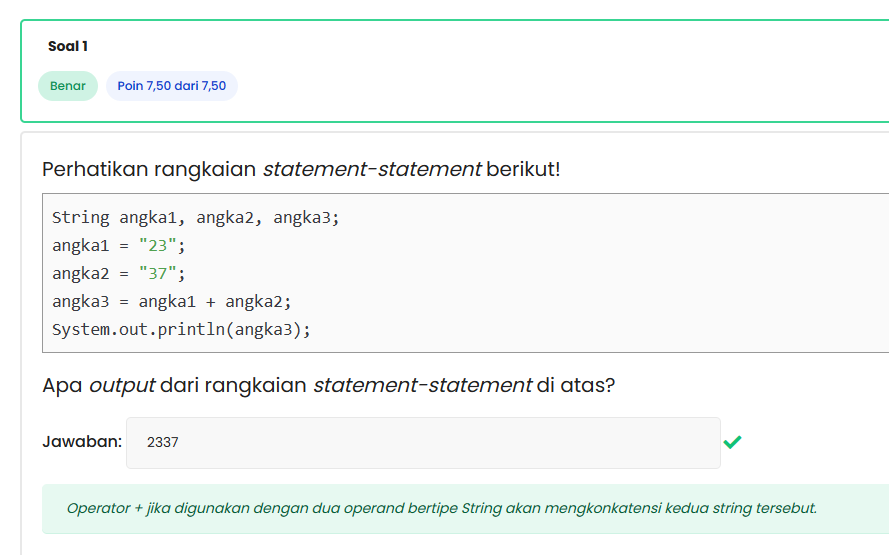 Soal 1
Benar Poin 7,50 dari 7,50
Perhatikan rangkaian statement-statement berikut!
String angka1, angka2, angka3;
angka1 = "23";
angka2 = "37";
angka3 = angka1 + angka2;
System.out.println(angka3);
Apa output dari rangkaian statement-statement di atas?
Jawaban: 2337
Operator + jika digunakan dengan dua operand bertipe String akan mengkonkatensi kedua string tersebut.